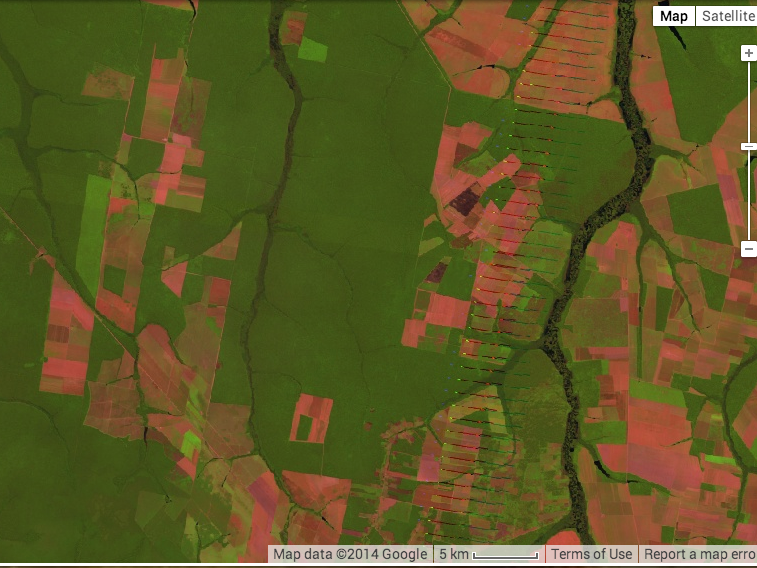 Map Satellite
+
−
Map data ©2014 Google 5 km Terms of Use Report a map erro